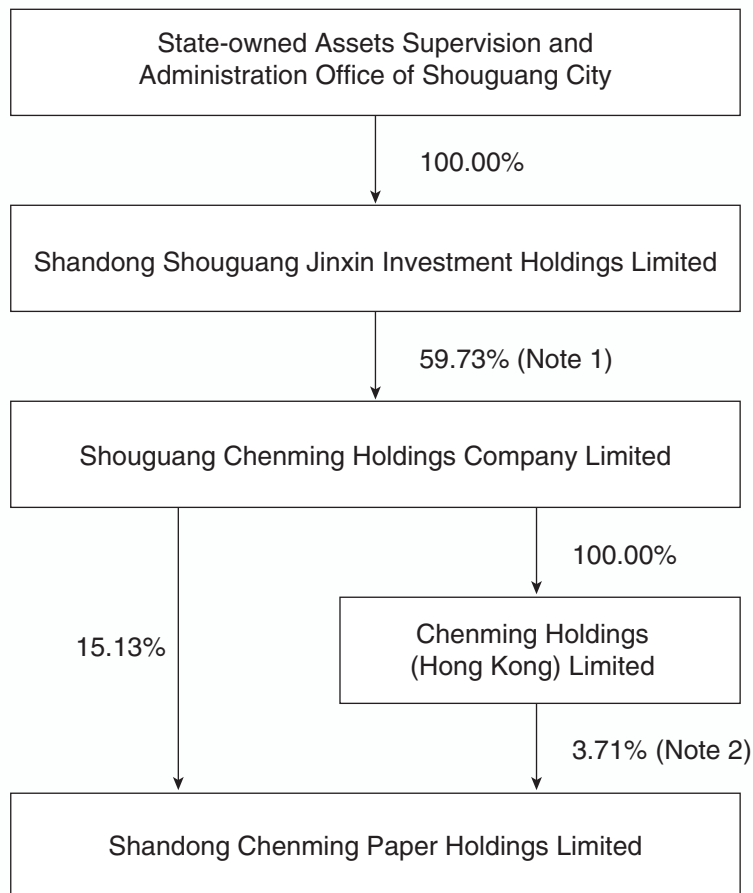 State-owned Assets Supervision and
Administration Office of Shouguang City
100.00%
Shandong Shouguang Jinxin Investment Holdings Limited
59.73% (Note 1)
Shouguang Chenming Holdings Company Limited
100.00%
15.13%
Chenming Holdings
(Hong Kong) Limited
3.71% (Note 2)
Shandong Chenming Paper Holdings Limited